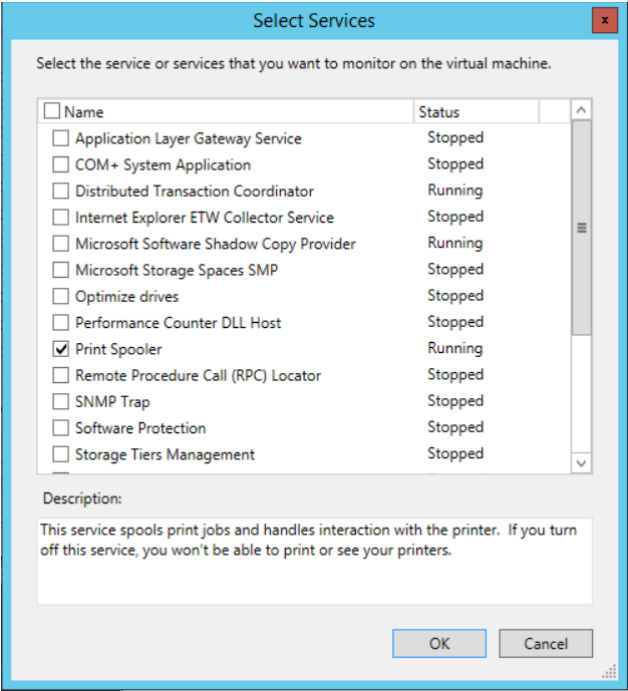 Select Services
x
Select the service or services that you want to monitor on the virtual machine.
Name Status
Application Layer Gateway Service Stopped
COM+ System Application Stopped
Distributed Transaction Coordinator Running
Internet Explorer ETW Collector Service Stopped
Microsoft Software Shadow Copy Provider Running
Microsoft Storage Spaces SMP Stopped
Optimize drives Stopped
Performance Counter DLL Host Stopped
Print Spooler Running
Remote Procedure Call (RPC) Locator Stopped
SNMP Trap Stopped
Software Protection Stopped
Storage Tiers Management Stopped
Description:
This service spools print jobs and handles interaction with the printer.  If you turn
off this service, you won't be able to print or see your printers.
OK Cancel